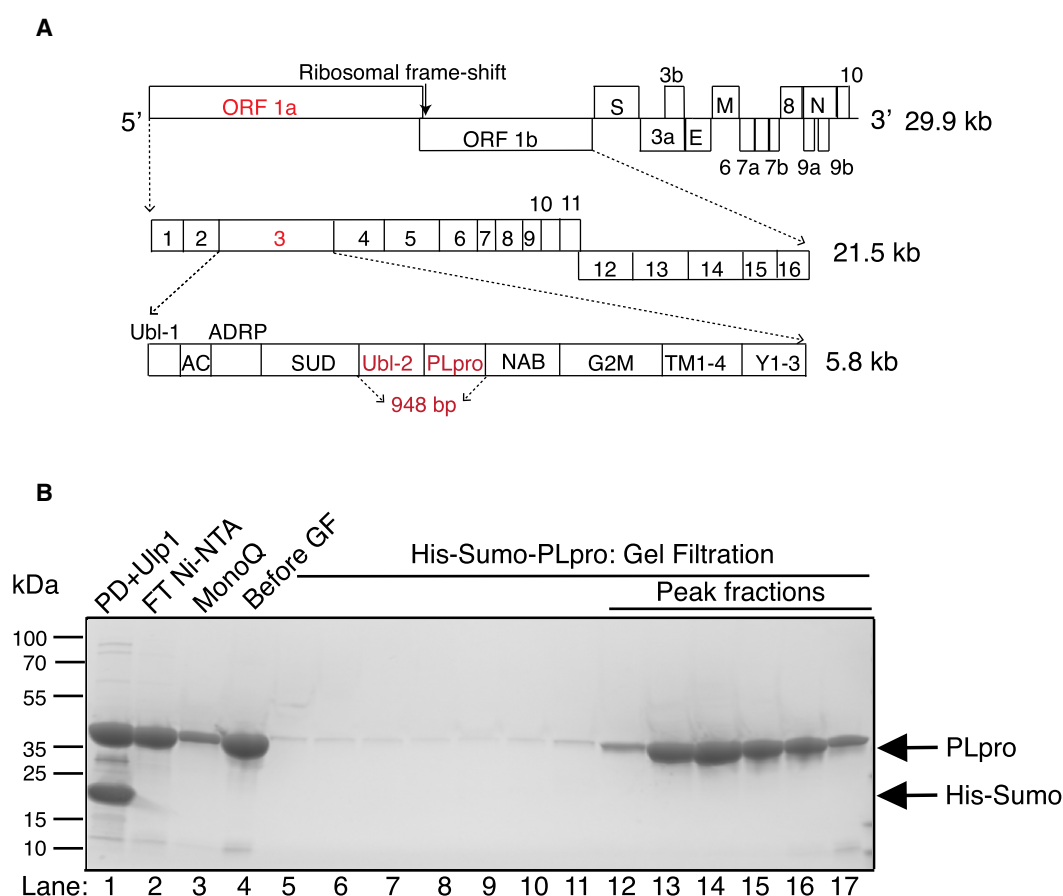 A
Ribosomal frame-shift
3b
10
ORF 1a
S
M
8
N
5’
3’
29.9 kb
ORF 1b
3a
E
6
7a
7b
9a
9b
10
11
1
2
3
4
5
6
7
8
9
21.5 kb
12
13
14
15
16
Ubl-1
ADRP
AC
SUD
Ubl-2
PLpro
NAB
G2M
TM1-4
Y1-3
5.8 kb
948 bp
B
PD+Ulp1
FT Ni-NTA
MonoQ
Before GF
His-Sumo-PLpro: Gel Filtration
kDa
Peak fractions
100
70
55
35
25
15
10
PLpro
His-Sumo
Lane: 1 2 3 4 5 6 7 8 9 10 11 12 13 14 15 16 17